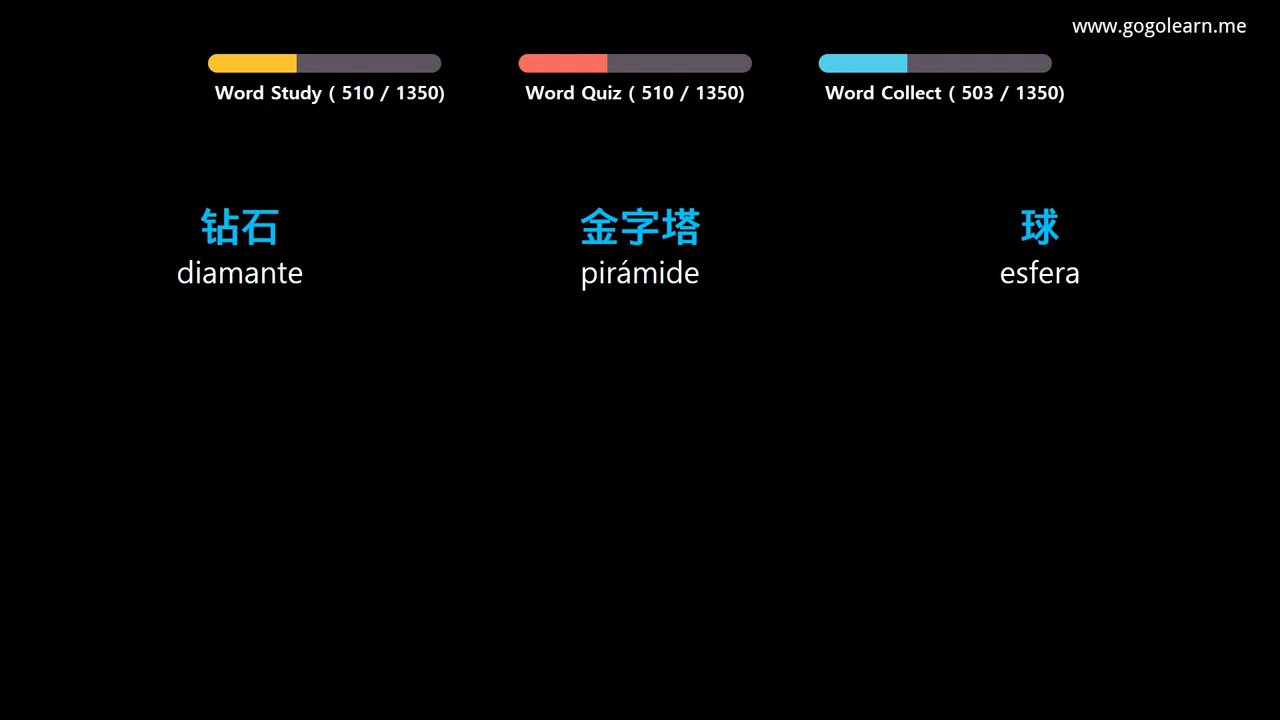 www.gogolearn.me
Word Study ( 510 / 1350)
Word Quiz ( 510 / 1350)
Word Collect ( 503 / 1350)
钻石
diamante
金字塔
pirámide
球
esfera